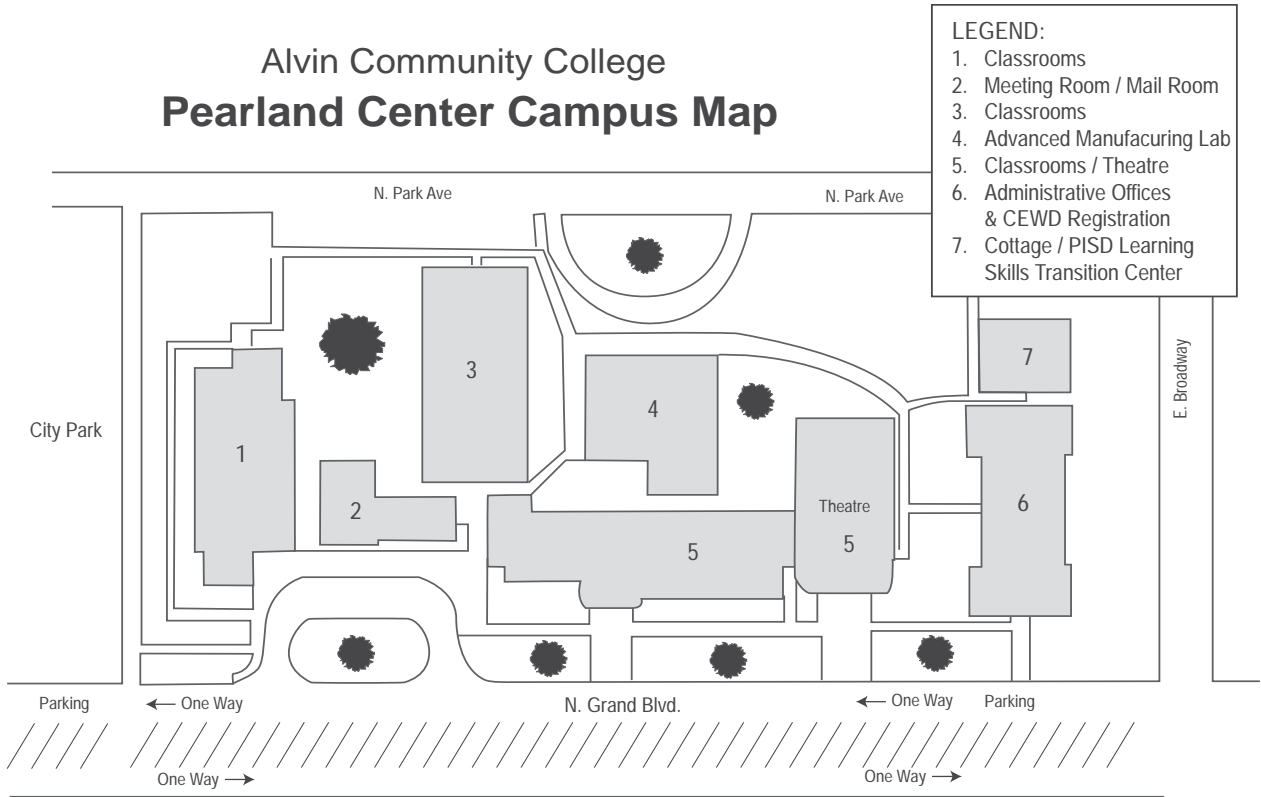 Alvin Community College
Pearland Center Campus Map
LEGEND:
1. Classrooms
2. Meeting Room / Mail Room
3. Classrooms
4. Advanced Manufacuring Lab
5. Classrooms / Theatre
6. Administrative Offices
& CEWD Registration
7. Cottage / PISD Learning
Skills Transition Center
N. Park Ave
N. Park Ave
City Park
1
2
3
4
Theatre
5
5
6
7
E. Broadway
Parking
One Way
N. Grand Blvd.
One Way
Parking
One Way
One Way